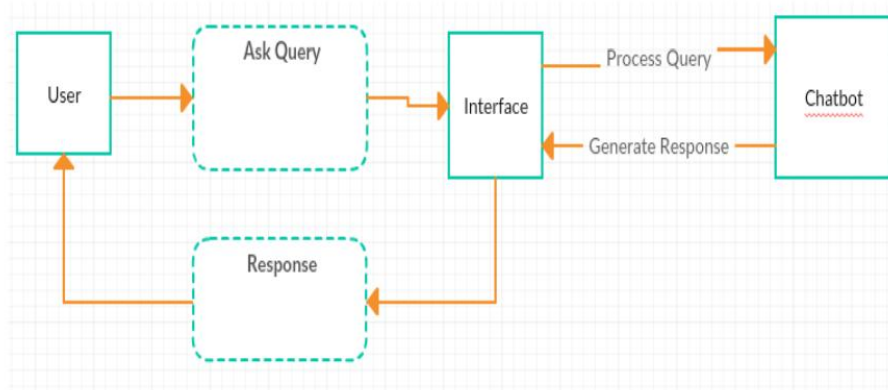 User
Ask Query
Interface
Process Query
Chatbot
Generate Response
Response